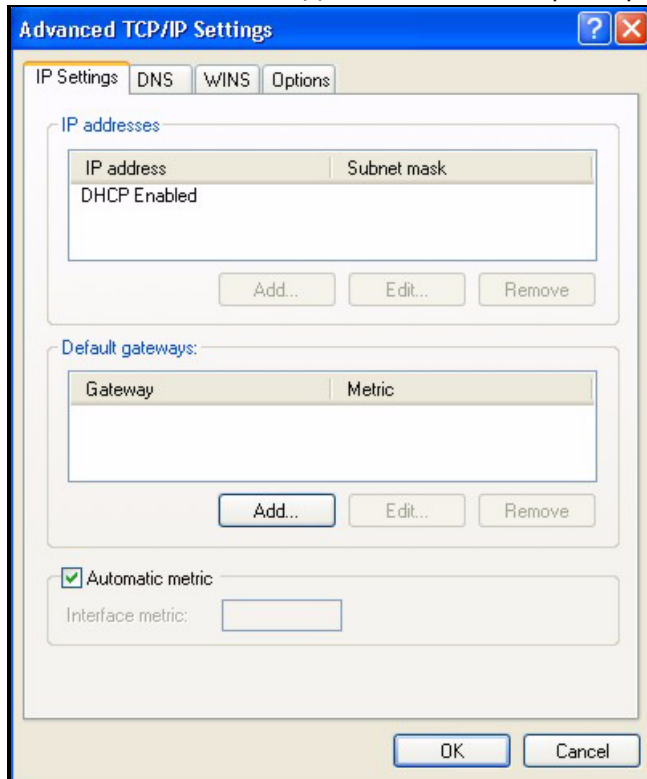 Advanced TCP/IP Settings
IP Settings DNS WINS Options
IP addresses
IP address Subnet mask
DHCP Enabled
Add... Edit... Remove
Default gateways:
Gateway Metric
Add... Edit... Remove
Automatic metric
Interface metric:
OK Cancel